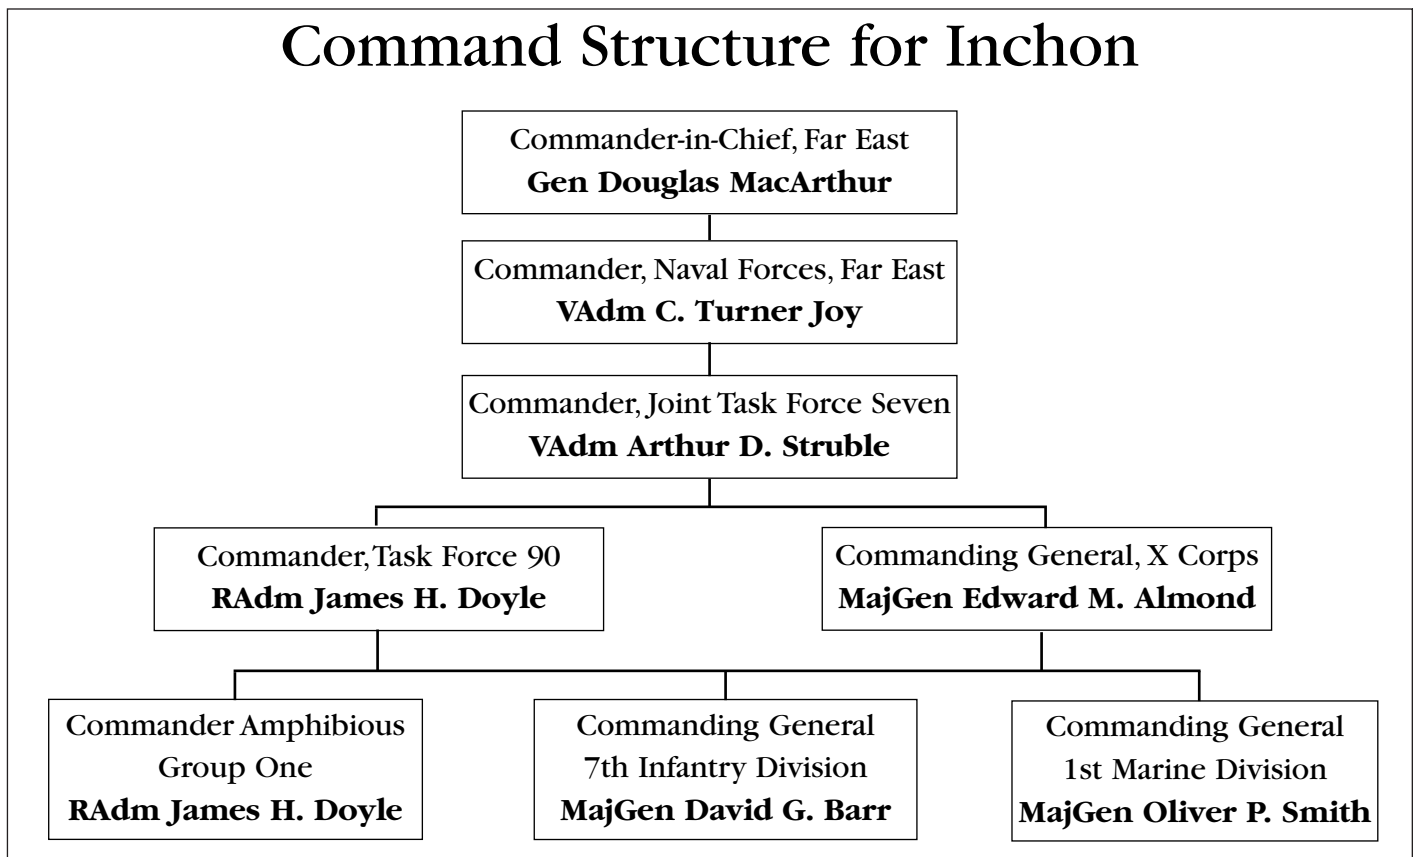 Command Structure for Inchon
Commander-in-Chief, Far East
Gen Douglas MacArthur
Commander, Naval Forces, Far East
VAdm C. Turner Joy
Commander, Joint Task Force Seven
VAdm Arthur D. Struble
Commander, Task Force 90
RAdm James H. Doyle
Commanding General, X Corps
MajGen Edward M. Almond
Commander Amphibious
Group One
RAdm James H. Doyle
Commanding General
7th Infantry Division
MajGen David G. Barr
Commanding General
1st Marine Division
MajGen Oliver P. Smith